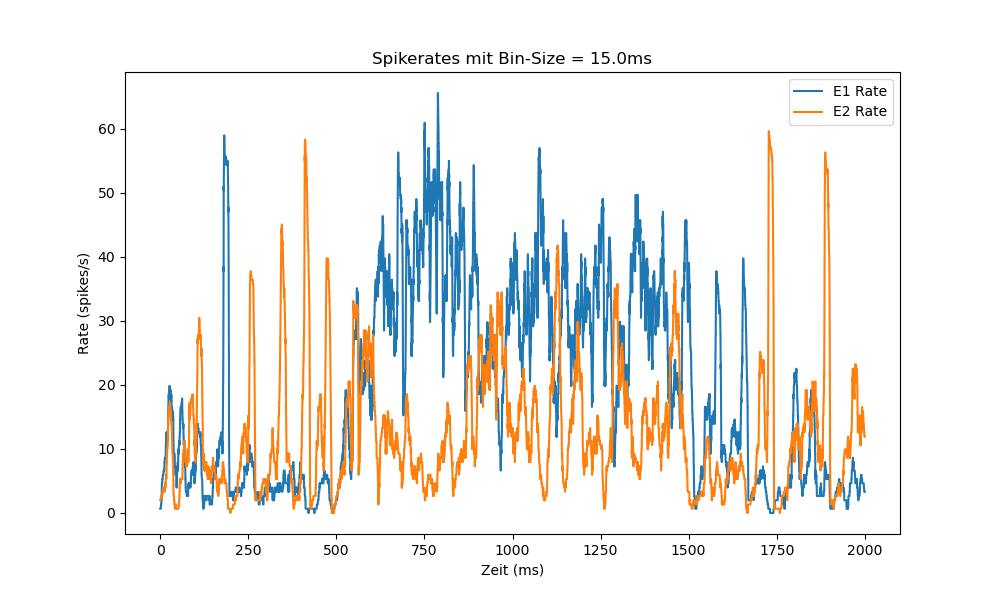 Spikerates mit Bin-Size = 15.0ms
E1 Rate
E2 Rate
Rate (spikes/s)
60
50
40
30
20
10
0
0 250 500 750 1000 1250 1500 1750 2000
Zeit (ms)